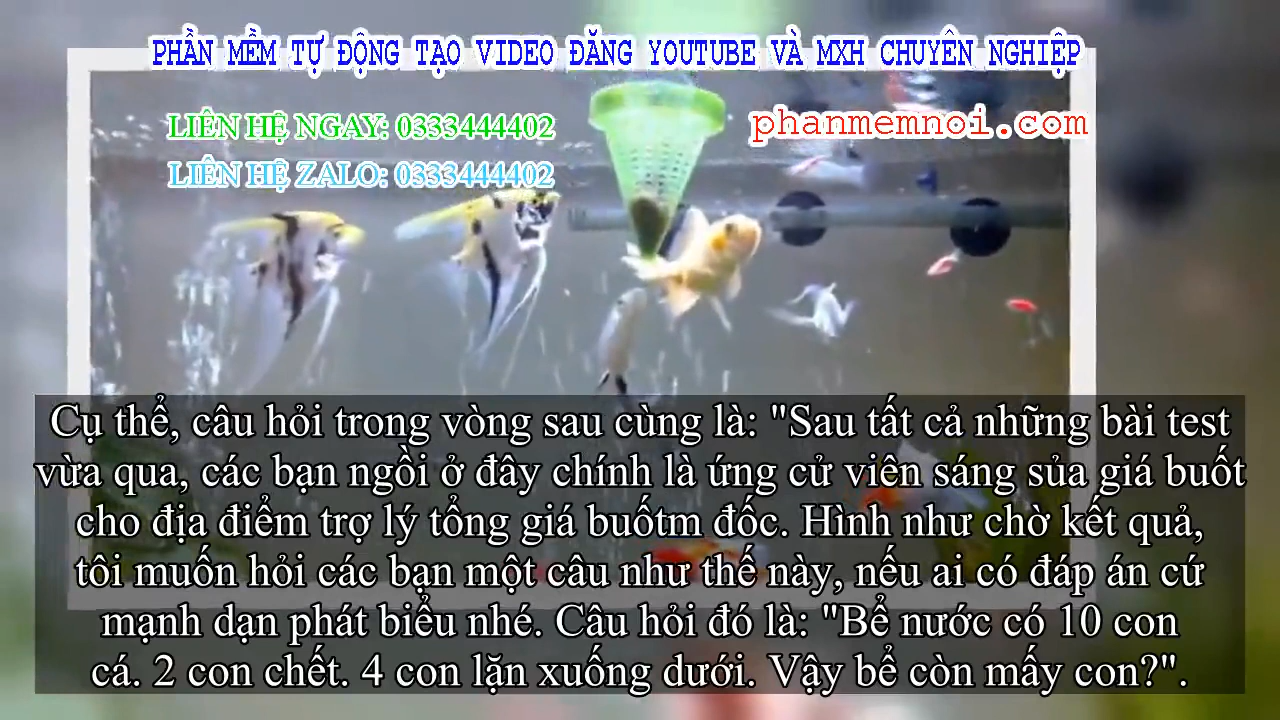 PHẦN MỀM TỰ ĐỘNG TẠO VIDEO ĐĂNG YOUTUBE VÀ MXH CHUYÊN NGHIỆP
LIÊN HỆ NGAY: 0333444402
phanmemnoi.com
LIÊN HỆ ZALO: 0333444402
Cụ thể, câu hỏi trong vòng sau cùng là: "Sau tất cả những bài test
vừa qua, các bạn ngồi ở đây chính là ứng cử viên sáng sủa giá buốt
cho địa điểm trợ lý tổng giá buốtm đốc. Hình như chờ kết quả,
tôi muốn hỏi các bạn một câu như thế này, nếu ai có đáp án cứ
mạnh dạn phát biểu nhé. Câu hỏi đó là: "Bể nước có 10 con
cá. 2 con chết. 4 con lặn xuống dưới. Vậy bể còn mấy con?".